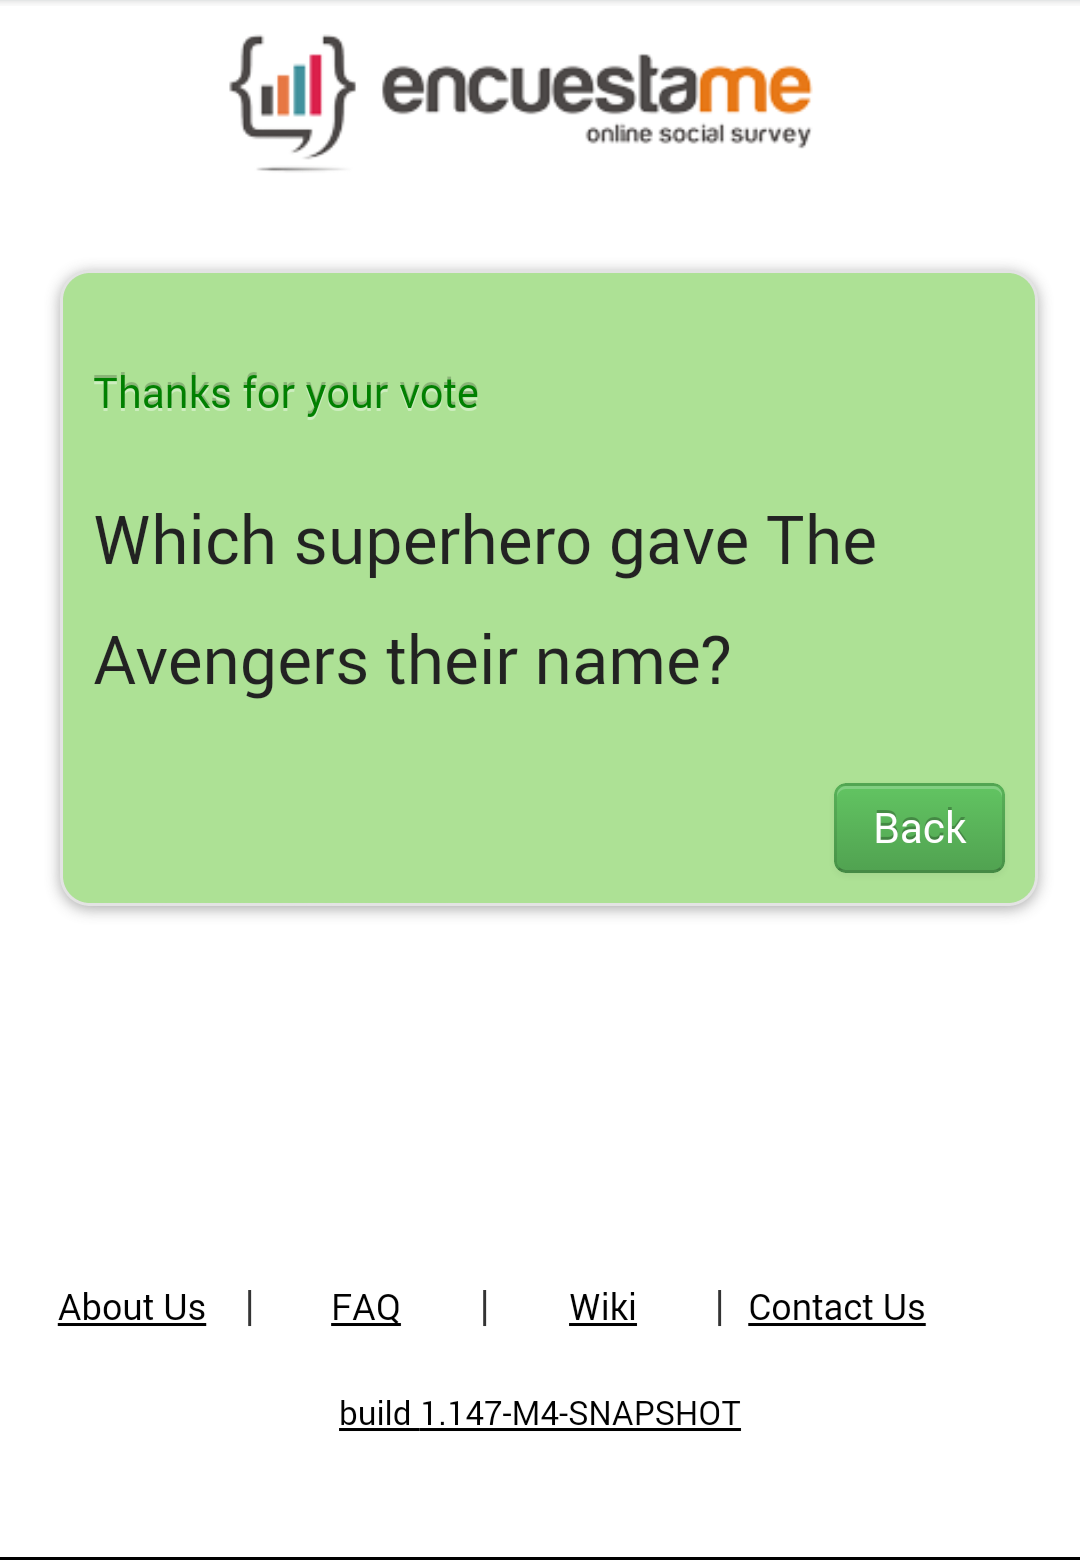 encuestame
online social survey
Thanks for your vote
Which superhero gave The
Avengers their name?
Back
About Us | FAQ | Wiki | Contact Us
build 1.147-M4-SNAPSHOT